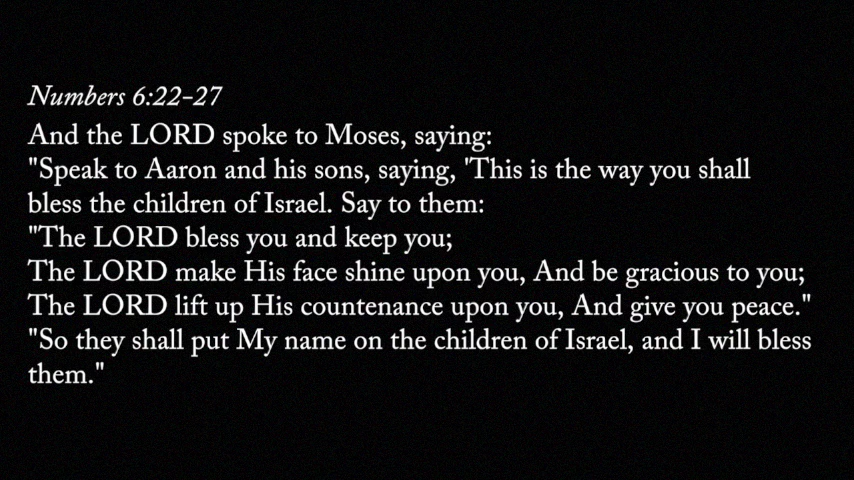 Numbers 6:22-27
And the LORD spoke to Moses, saying:
"Speak to Aaron and his sons, saying, 'This is the way you shall
bless the children of Israel. Say to them:
"The LORD bless you and keep you;
The LORD make His face shine upon you, And be gracious to you;
The LORD lift up His countenance upon you, And give you peace."
"So they shall put My name on the children of Israel, and I will bless
them."